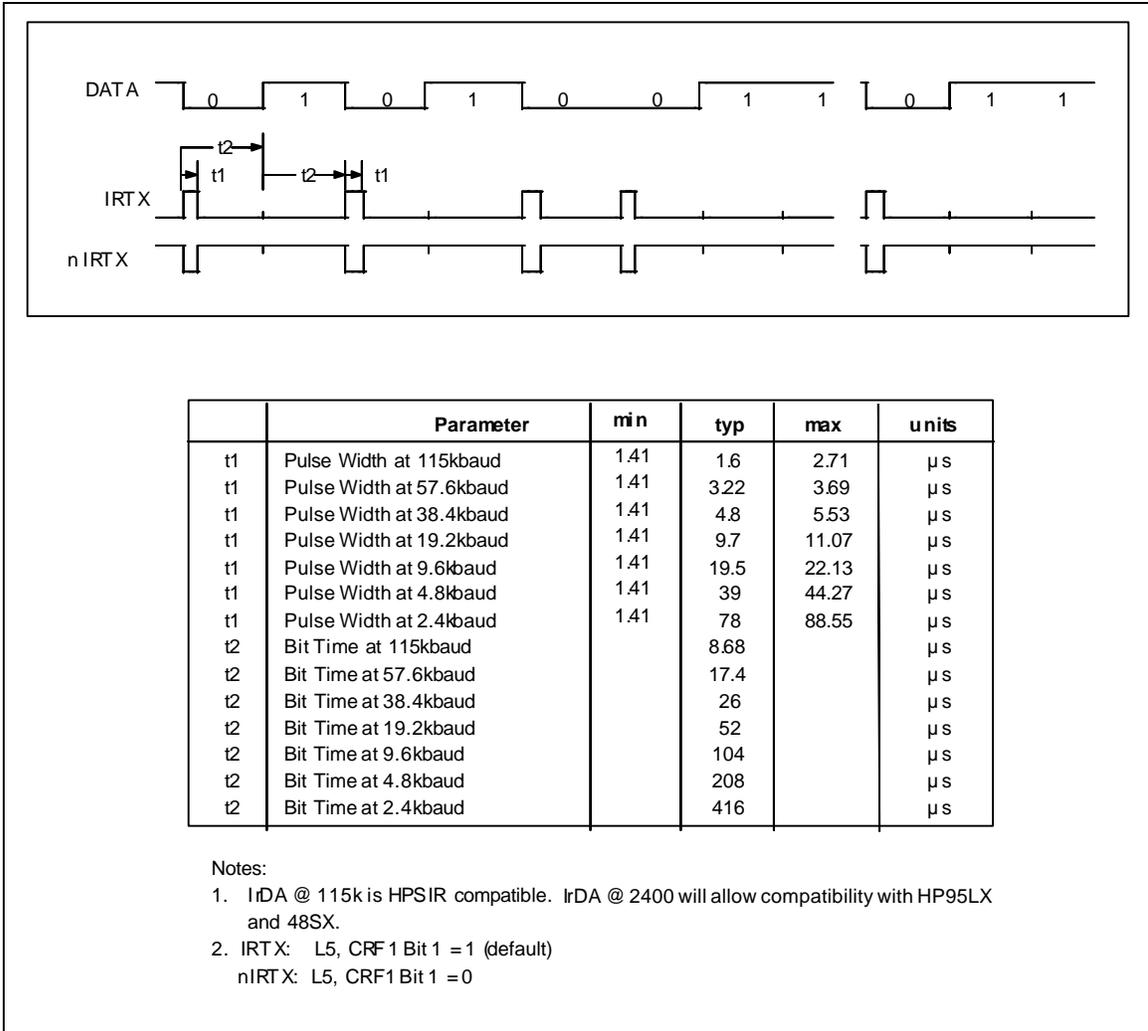 DATA 0 1 0 1 0 0 1 1 0 1 1
t2
t1 t2 t1
IRTX
nIRTX
Parameter min typ max units
t1 Pulse Width at 115kbaud 1.41 1.6 2.71 µs
t1 Pulse Width at 57.6kbaud 1.41 3.22 3.69 µs
t1 Pulse Width at 38.4kbaud 1.41 4.8 5.53 µs
t1 Pulse Width at 19.2kbaud 1.41 9.7 11.07 µs
t1 Pulse Width at 9.6kbaud 1.41 19.5 22.13 µs
t1 Pulse Width at 4.8kbaud 1.41 39 44.27 µs
t1 Pulse Width at 2.4kbaud 1.41 78 88.55 µs
t2 Bit Time at 115kbaud 8.68 µs
t2 Bit Time at 57.6kbaud 17.4 µs
t2 Bit Time at 38.4kbaud 26 µs
t2 Bit Time at 19.2kbaud 52 µs
t2 Bit Time at 9.6kbaud 104 µs
t2 Bit Time at 4.8kbaud 208 µs
t2 Bit Time at 2.4kbaud 416 µs
Notes:
1. IrDA @ 115k is HPSIR compatible. IrDA @ 2400 will allow compatibility with HP95LX
and 48SX.
2. IRTX: L5, CRF1 Bit 1 = 1 (default)
nIRTX: L5, CRF1 Bit 1 = 0